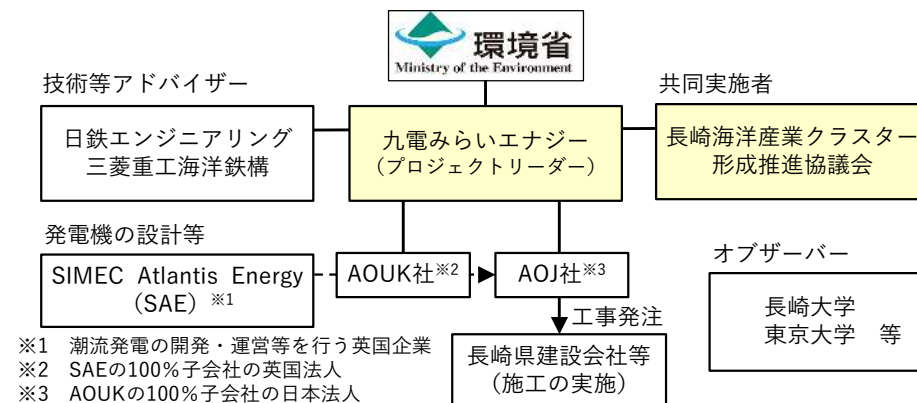 環境省
Ministry of the Environment
技術等アドバイザー
日鉄エンジニアリング
三菱重工海洋鉄構
九電みらいエナジー
（プロジェクトリーダー）
共同実施者
長崎海洋産業クラスター
形成推進協議会
発電機の設計等
SIMEC Atlantis Energy
（SAE）※1
AOUK社※2
AOJ社※3
オブザーバー
長崎大学
東京大学 等
工事発注
長崎県建設会社等
（施工の実施）
※1 潮流発電の開発・運営等を行う英国企業
※2 SAEの100％子会社の英国法人
※3 AOUKの100％子会社の日本法人